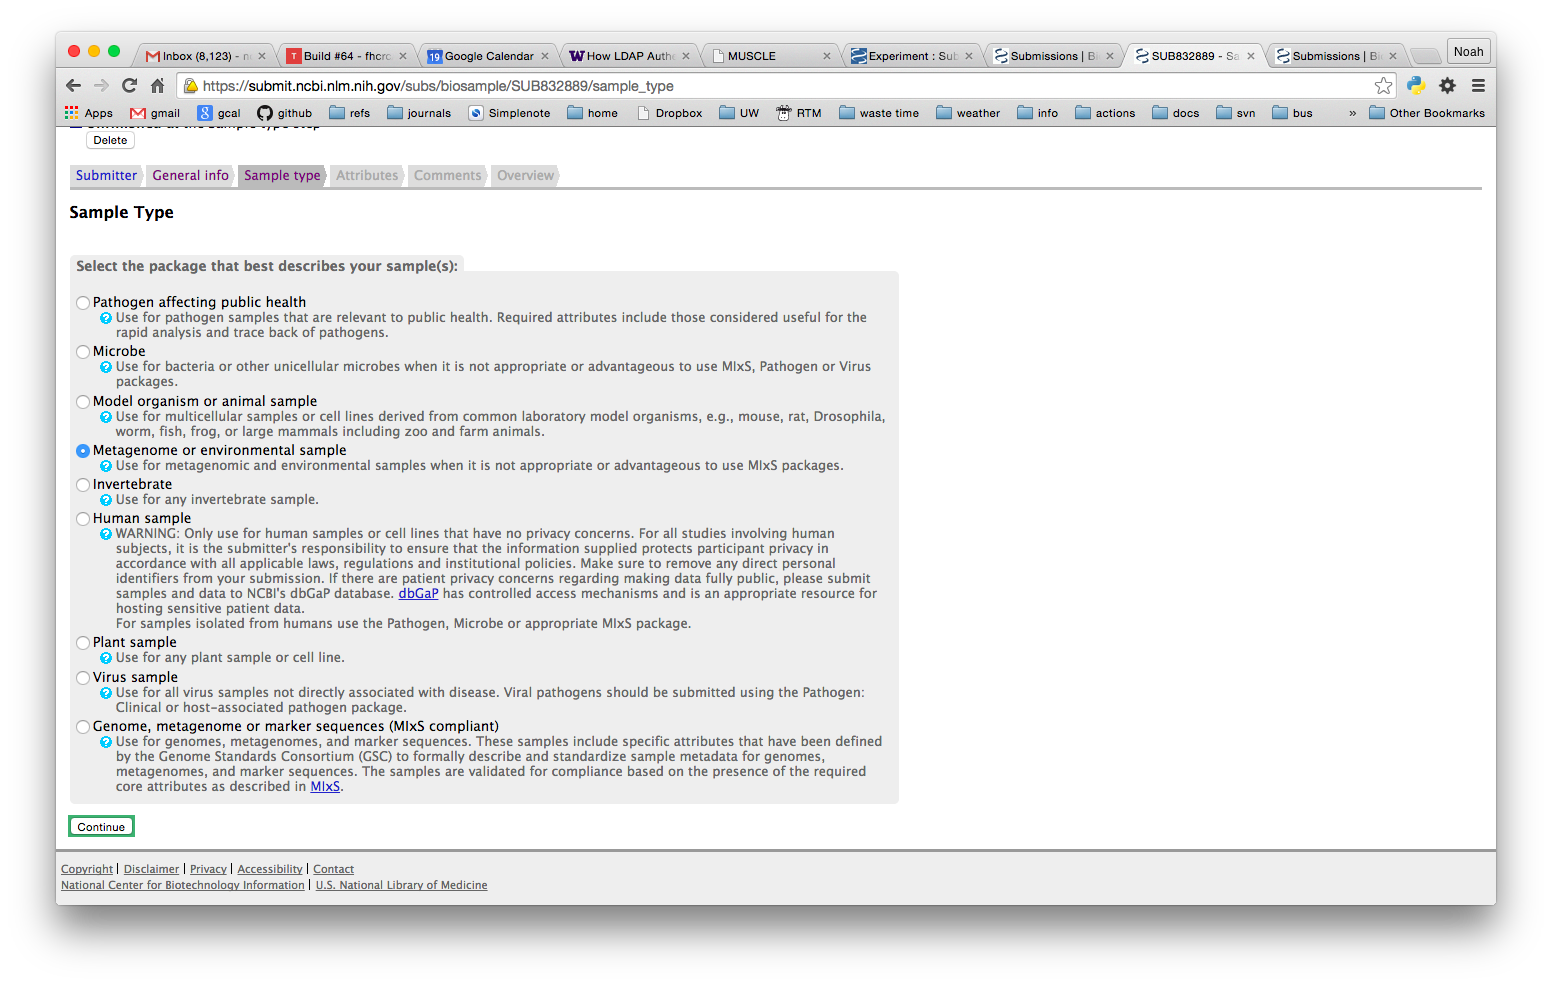 Inbox (8,123) - n
Build #64 - fhcrc
19 Google Calendar
W How LDAP Authe
MUSCLE
Experiment : Sub
Submissions | Bi
SUB832889 - Sa
Submissions | Bi
Noah
https://submit.ncbi.nlm.nih.gov/subs/biosample/SUB832889/sample_type
Apps gmail gcal github refs journals Simplenote home Dropbox UW RTM waste time weather info actions docs svn bus » Other Bookmarks
Delete
Submitter General info Sample type Attributes Comments Overview
Sample Type
Select the package that best describes your sample(s):
Pathogen affecting public health
Use for pathogen samples that are relevant to public health. Required attributes include those considered useful for the
rapid analysis and trace back of pathogens.
Microbe
Use for bacteria or other unicellular microbes when it is not appropriate or advantageous to use MIxS, Pathogen or Virus
packages.
Model organism or animal sample
Use for multicellular samples or cell lines derived from common laboratory model organisms, e.g., mouse, rat, Drosophila,
worm, fish, frog, or large mammals including zoo and farm animals.
Metagenome or environmental sample
Use for metagenomic and environmental samples when it is not appropriate or advantageous to use MIxS packages.
Invertebrate
Use for any invertebrate sample.
Human sample
WARNING: Only use for human samples or cell lines that have no privacy concerns. For all studies involving human
subjects, it is the submitter's responsibility to ensure that the information supplied protects participant privacy in
accordance with all applicable laws, regulations and institutional policies. Make sure to remove any direct personal
identifiers from your submission. If there are patient privacy concerns regarding making data fully public, please submit
samples and data to NCBI's dbGaP database. dbGaP has controlled access mechanisms and is an appropriate resource for
hosting sensitive patient data.
For samples isolated from humans use the Pathogen, Microbe or appropriate MIxS package.
Plant sample
Use for any plant sample or cell line.
Virus sample
Use for all virus samples not directly associated with disease. Viral pathogens should be submitted using the Pathogen:
Clinical or host-associated pathogen package.
Genome, metagenome or marker sequences (MIxS compliant)
Use for genomes, metagenomes, and marker sequences. These samples include specific attributes that have been defined
by the Genome Standards Consortium (GSC) to formally describe and standardize sample metadata for genomes,
metagenomes, and marker sequences. The samples are validated for compliance based on the presence of the required
core attributes as described in MIxS.
Continue
Copyright | Disclaimer | Privacy | Accessibility | Contact
National Center for Biotechnology Information | U.S. National Library of Medicine